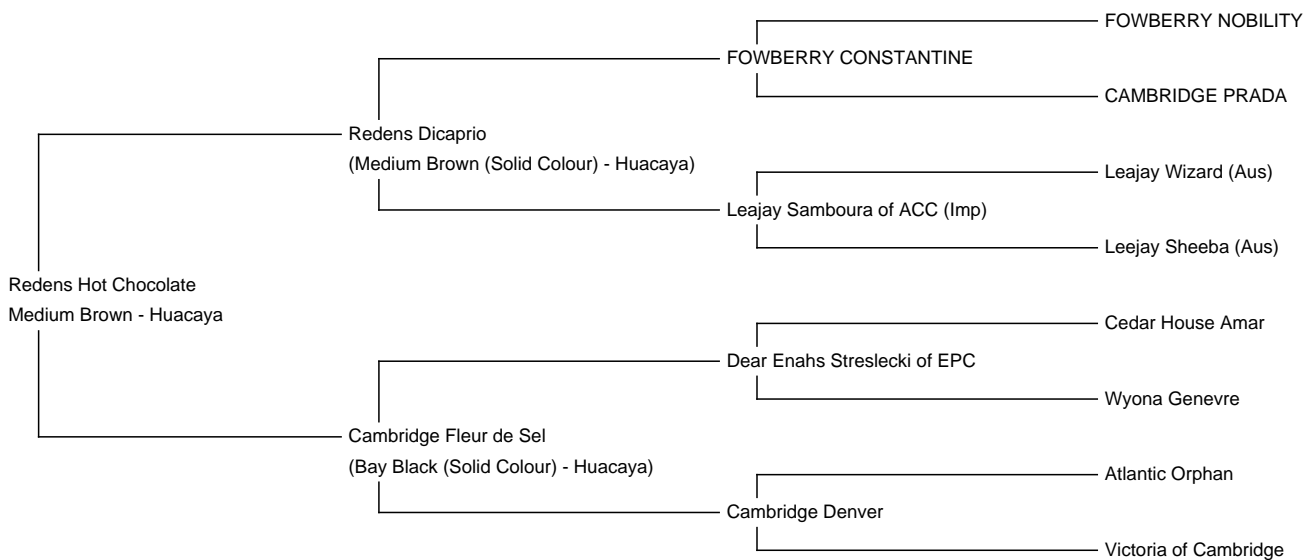 FOWBERRY NOBILITY
FOWBERRY CONSTANTINE
CAMBRIDGE PRADA
Redens Dicaprio
(Medium Brown (Solid Colour) - Huacaya)
Leajay Wizard (Aus)
Leajay Samboura of ACC (Imp)
Leejay Sheeba (Aus)
Redens Hot Chocolate
Medium Brown - Huacaya
Cedar House Amar
Dear Enahs Streslecki of EPC
Wyona Genevre
Cambridge Fleur de Sel
(Bay Black (Solid Colour) - Huacaya)
Atlantic Orphan
Cambridge Denver
Victoria of Cambridge